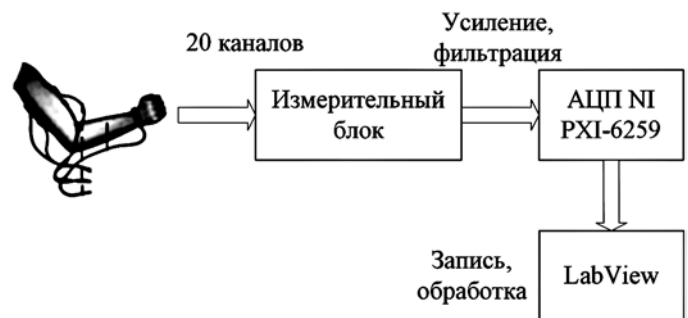 20 каналов
Усиление,
фильтрация
Измерительный
блок
АЦП NI
PXI-6259
Запись,
обработка
LabView